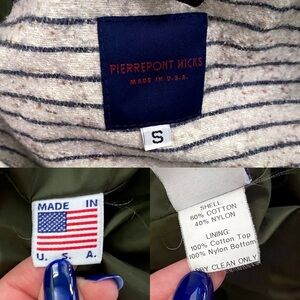 PIERREPONT HICKS
MADE IN U.S.A.
S
MADE IN
U. S. A.
SHELL:
60% COTTON
40% NYLON
LINING:
100% Cotton Top
100% Nylon Bottom
DRY CLEAN ONLY